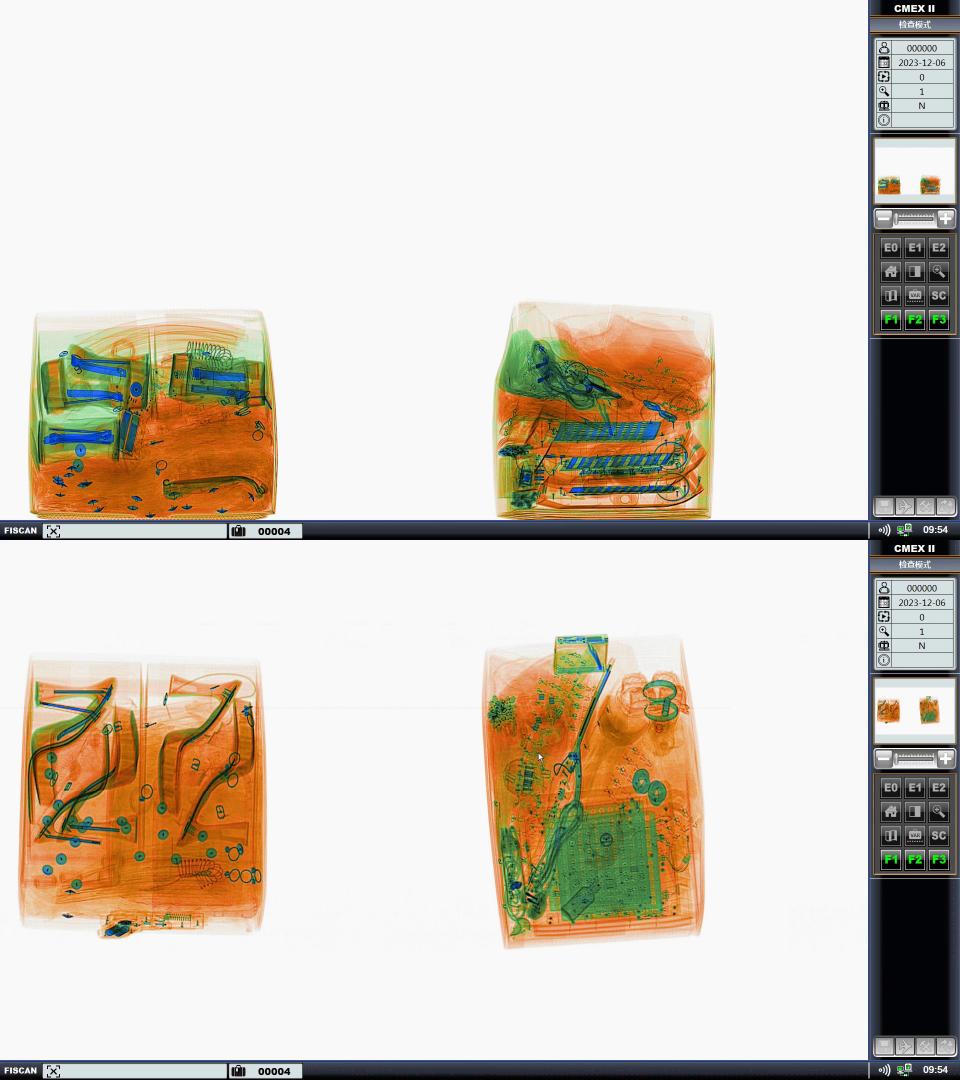 CMEX II
检查模式
000000
2023-12-06
0
1
N
E0 E1 E2
VAR SC
F1 F2 F3
FISCAN 00004 09:54
CMEX II
检查模式
000000
2023-12-06
0
1
N
E0 E1 E2
VAR SC
F1 F2 F3
FISCAN 00004 09:54